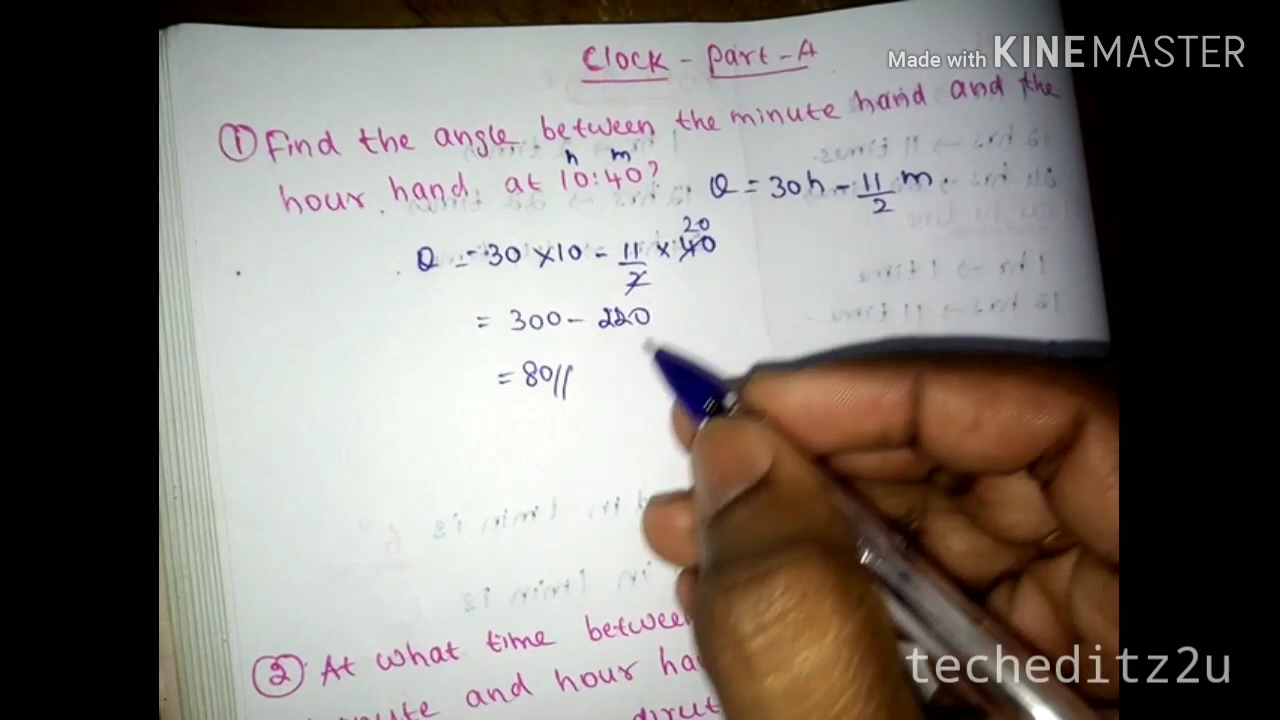 Clock - Part - A
Made with KINEMASTER
① Find the angle between the minute hand and the
h m
hour hand at 10:40?
θ = 30h - 11/2 m.
θ = 30 × 10 - 11/2 × 40 20
= 300 - 220
= 80//
② At what time between
minute and hour
techeditz2u